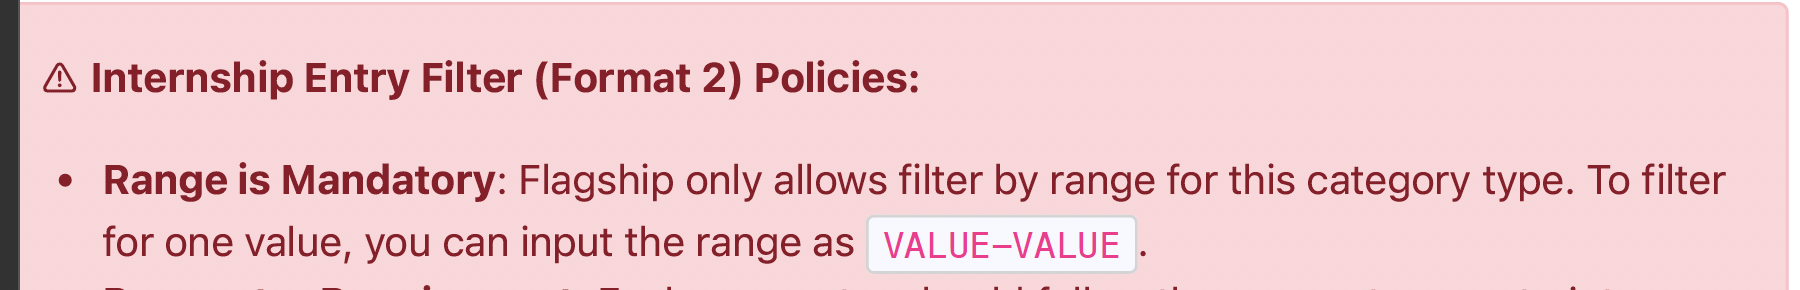 ⚠ Internship Entry Filter (Format 2) Policies:
• Range is Mandatory: Flagship only allows filter by range for this category type. To filter
for one value, you can input the range as VALUE-VALUE.